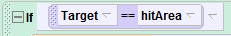 If Target == hitArea